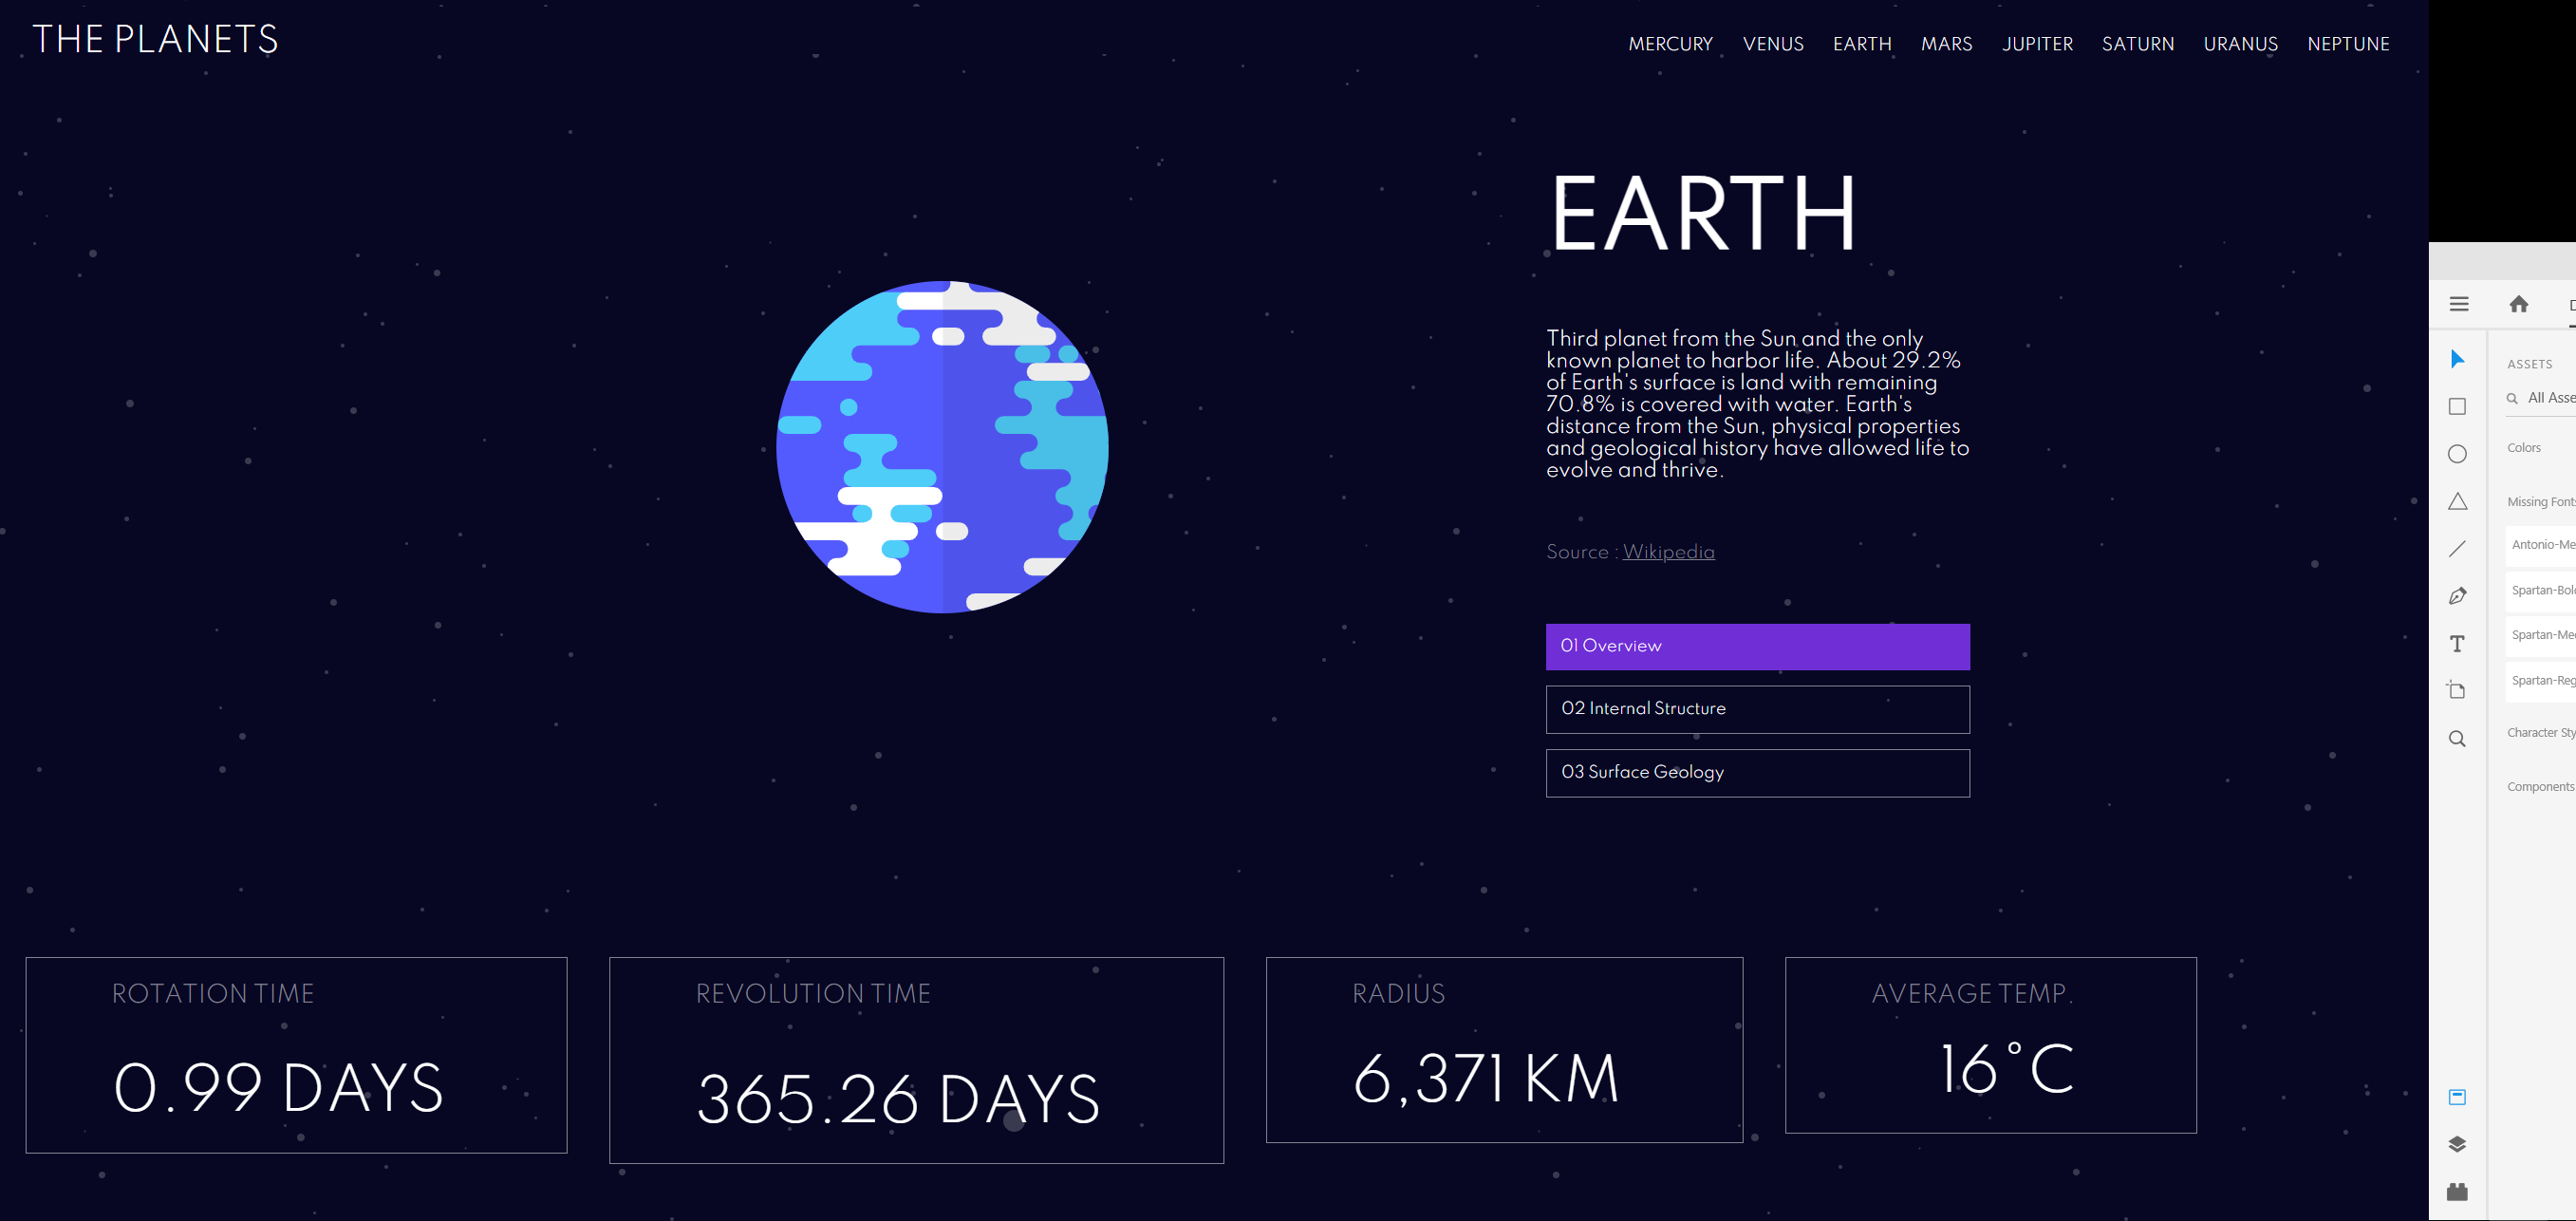 THE PLANETS
MERCURY VENUS EARTH MARS JUPITER SATURN URANUS NEPTUNE
EARTH
Third planet from the Sun and the only
known planet to harbor life. About 29.2%
of Earth's surface is land with remaining
70.8% is covered with water. Earth's
distance from the Sun, physical properties
and geological history have allowed life to
evolve and thrive.
Source : Wikipedia
01 Overview
02 Internal Structure
03 Surface Geology
ROTATION TIME
0.99 DAYS
REVOLUTION TIME
365.26 DAYS
RADIUS
6,371 KM
AVERAGE TEMP.
16°C
ASSETS
All Asse
Colors
Missing Fonts
Antonio-Me
Spartan-Bol
Spartan-Me
Spartan-Reg
Character Sty
Components